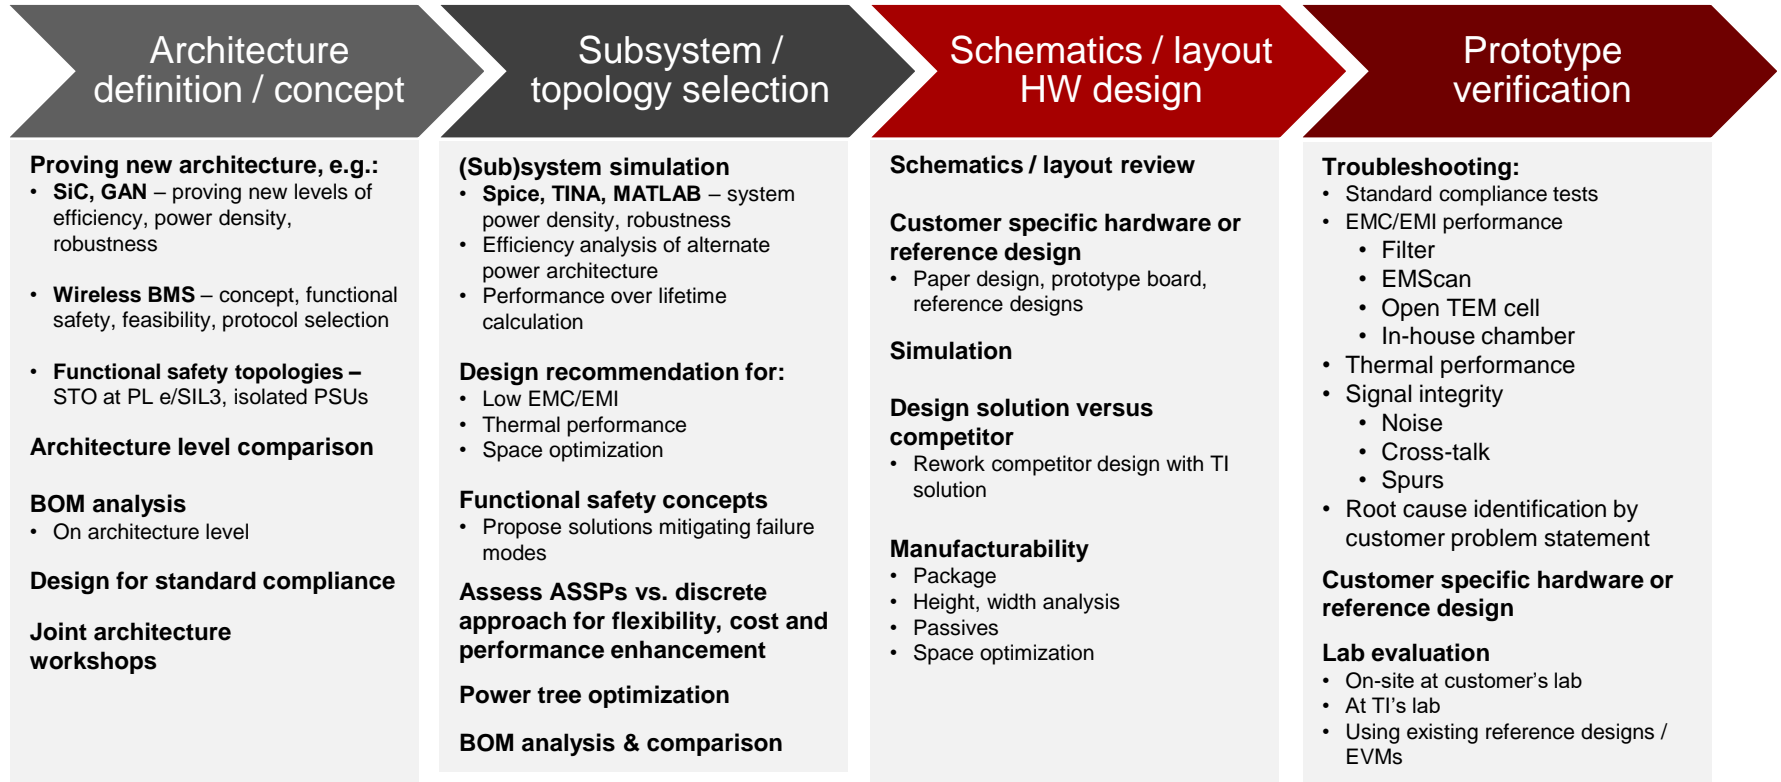 Architecture
definition / concept
Proving new architecture, e.g.:
• SiC, GAN – proving new levels of
efficiency, power density,
robustness
• Wireless BMS – concept, functional
safety, feasibility, protocol selection
• Functional safety topologies –
STO at PL e/SIL3, isolated PSUs
Architecture level comparison
BOM analysis
• On architecture level
Design for standard compliance
Joint architecture
workshops
Subsystem /
topology selection
(Sub)system simulation
• Spice, TINA, MATLAB – system
power density, robustness
• Efficiency analysis of alternate
power architecture
• Performance over lifetime
calculation
Design recommendation for:
• Low EMC/EMI
• Thermal performance
• Space optimization
Functional safety concepts
• Propose solutions mitigating failure
modes
Assess ASSPs vs. discrete
approach for flexibility, cost and
performance enhancement
Power tree optimization
BOM analysis & comparison
Schematics / layout
HW design
Schematics / layout review
Customer specific hardware or
reference design
• Paper design, prototype board,
reference designs
Simulation
Design solution versus
competitor
• Rework competitor design with TI
solution
Manufacturability
• Package
• Height, width analysis
• Passives
• Space optimization
Prototype
verification
Troubleshooting:
• Standard compliance tests
• EMC/EMI performance
• Filter
• EMScan
• Open TEM cell
• In-house chamber
• Thermal performance
• Signal integrity
• Noise
• Cross-talk
• Spurs
• Root cause identification by
customer problem statement
Customer specific hardware or
reference design
Lab evaluation
• On-site at customer's lab
• At TI's lab
• Using existing reference designs /
EVMs